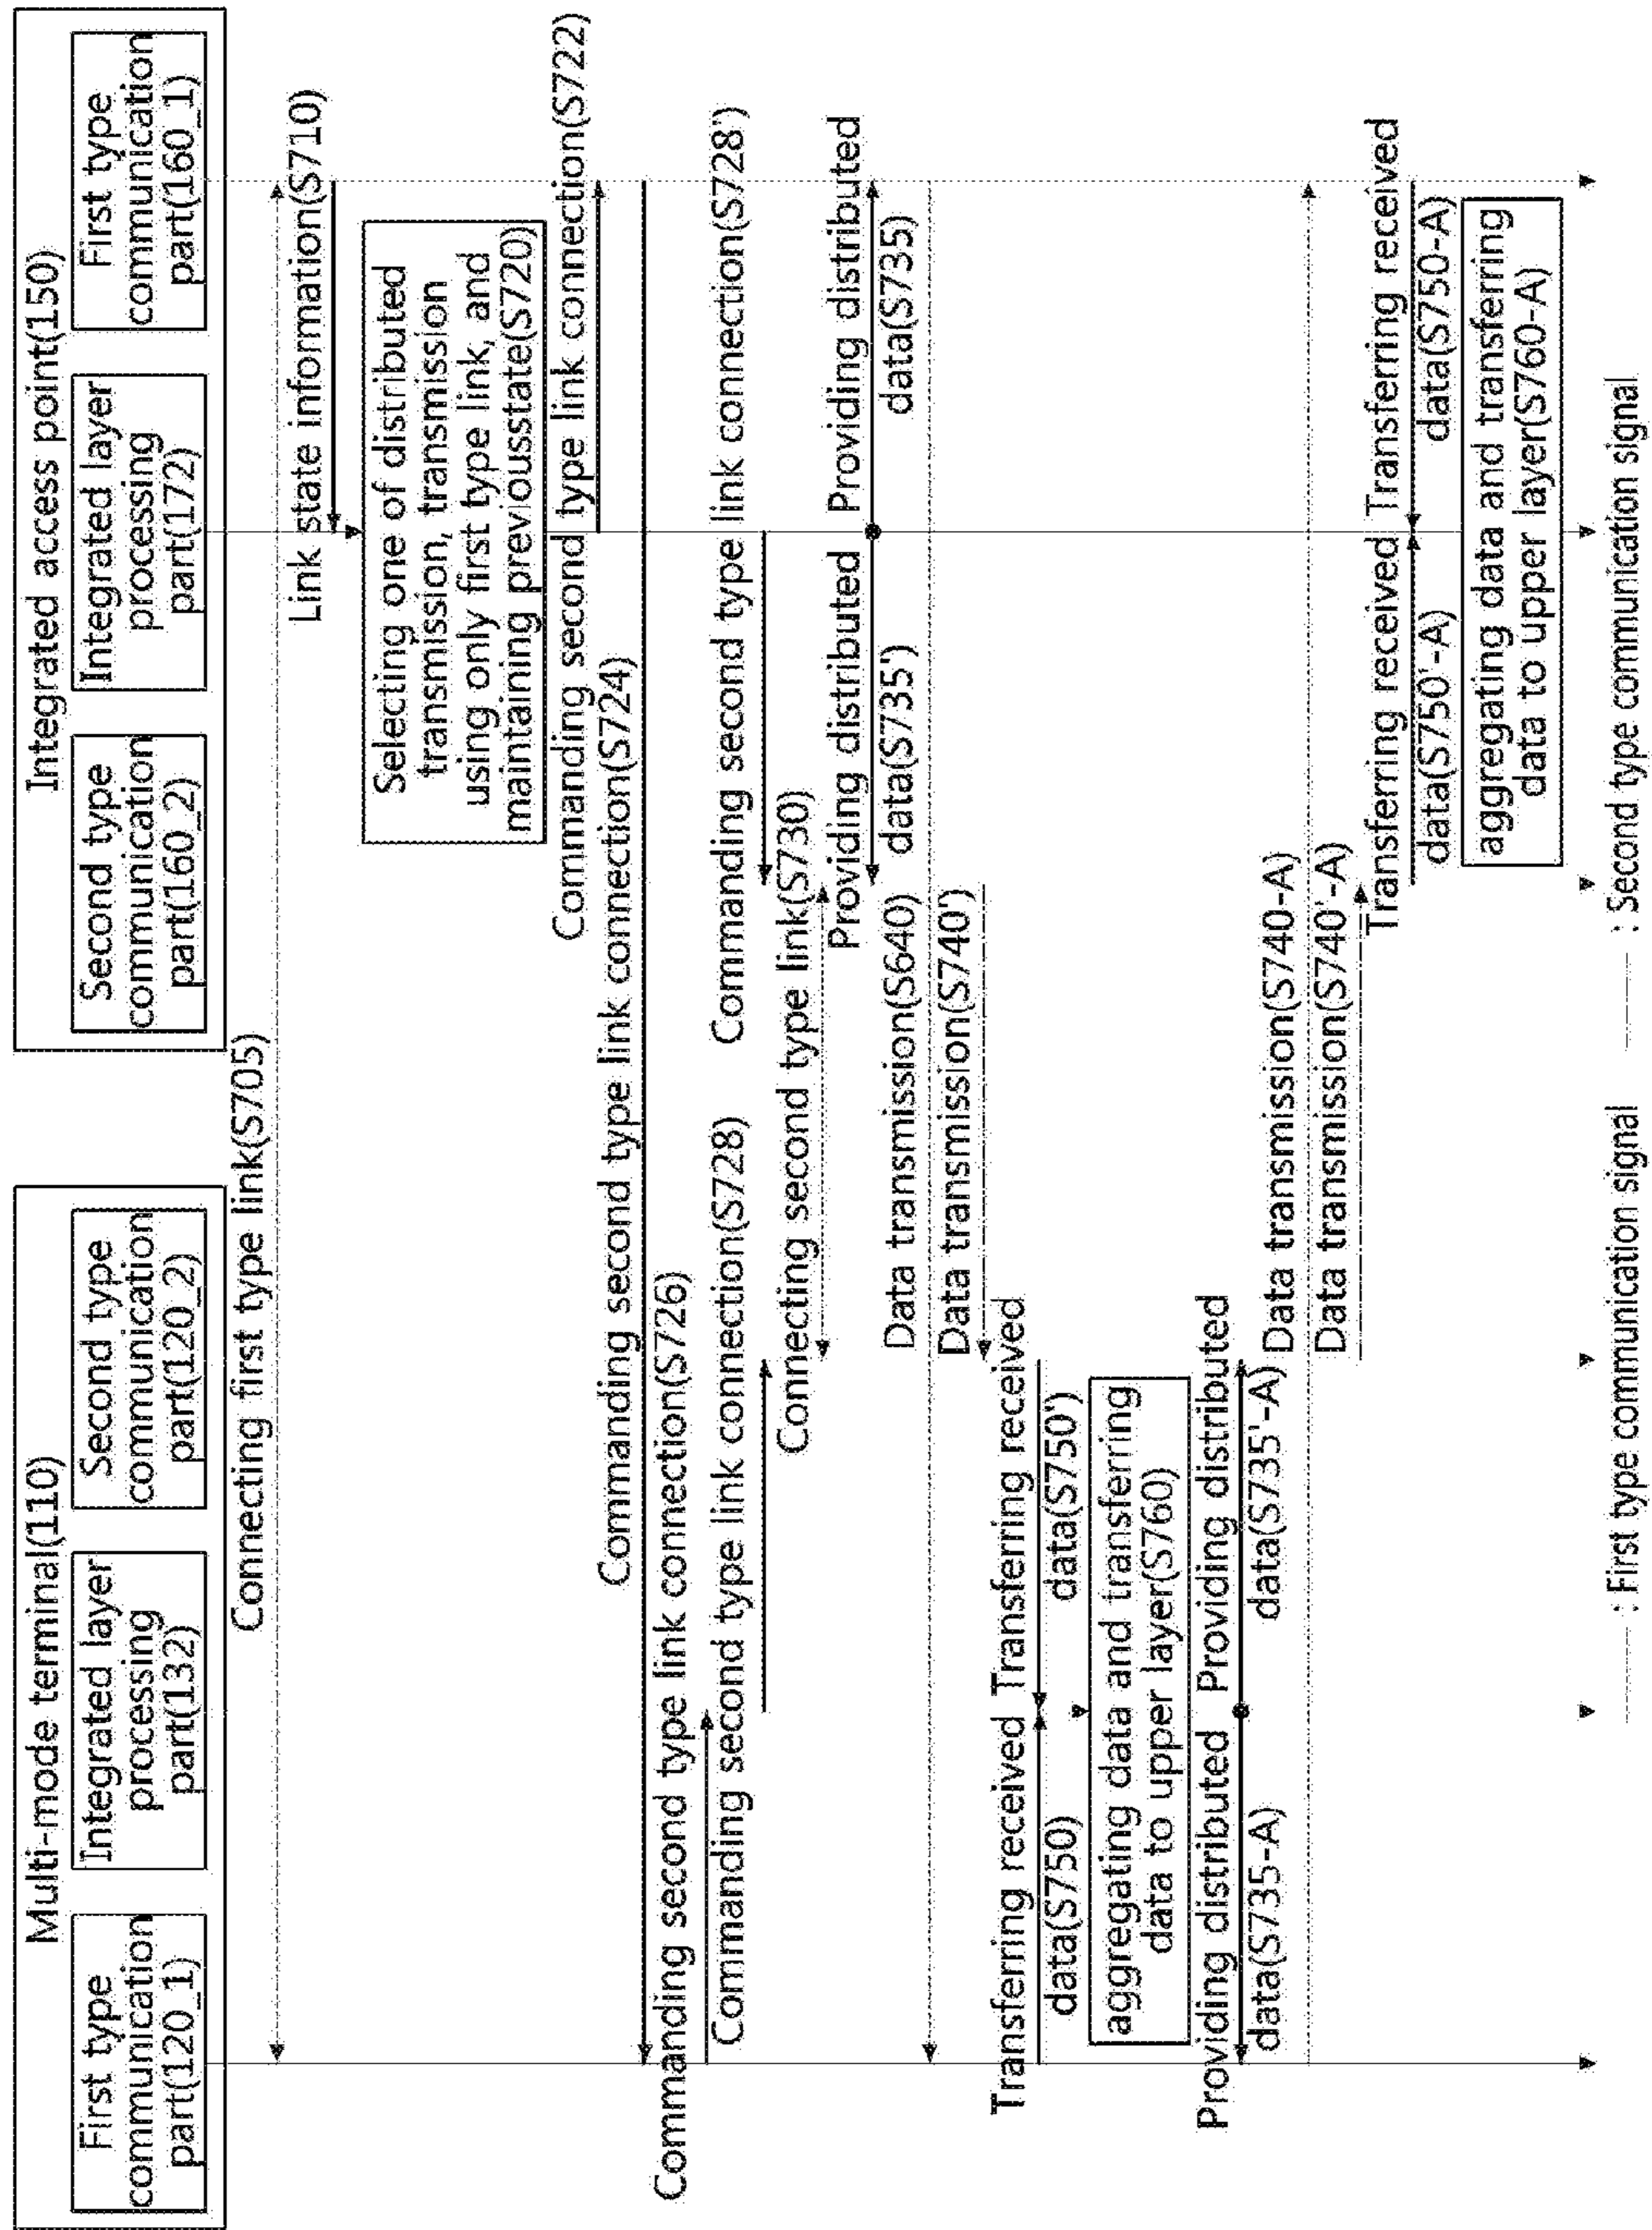 Multi-mode terminal(110)
First type
communication
part(120_1)
Integrated layer
processing
part(132)
Second type
communication
part(120_2)
Integrated access point(150)
Second type
communication
part(160_2)
Integrated layer
processing
part(172)
First type
communication
part(160_1)
Connecting first type link(S705)
Link state information(S710)
Selecting one of distributed
transmission, transmission
using only first type link, and
maintaining previousstate(S720)
Commanding second type link connection(S722)
Commanding second type link connection(S724)
Commanding second type link connection(S726)
Commanding second type link connection(S728)
Commanding second type link connection(S728')
Connecting second type link(S730)
Providing distributed
data(S735')
Providing distributed
data(S735)
Data transmission(S640)
Data transmission(S740')
Transferring received
data(S750)
Transferring received
data(S750')
aggregating data and transferring
data to upper layer(S760)
Providing distributed
data(S735-A)
Providing distributed
data(S735'-A)
Data transmission(S740-A)
Data transmission(S740'-A)
Transferring received
data(S750'-A)
Transferring received
data(S750-A)
aggregating data and transferring
data to upper layer(S760-A)
: First type communication signal
: Second type communication signal